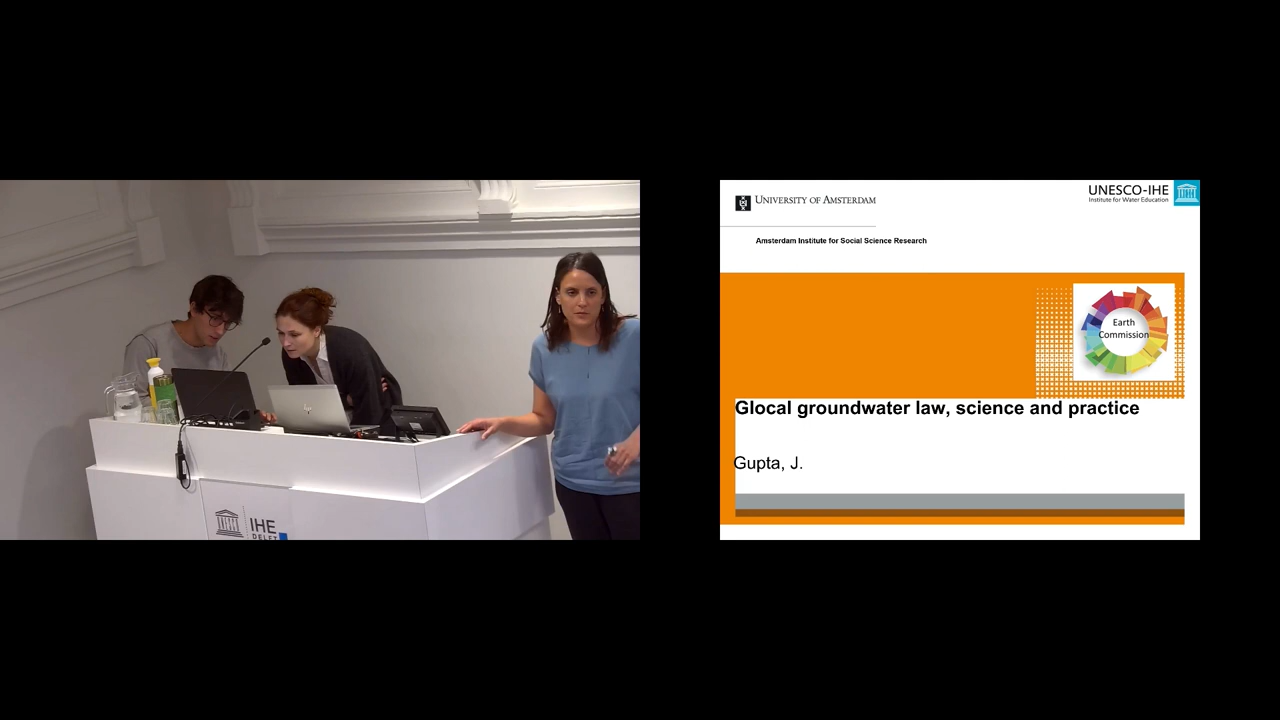 hp
IHE
DELFT
UNIVERSITY OF AMSTERDAM
UNESCO-IHE
Institute for Water Education
Amsterdam Institute for Social Science Research
Earth
Commission
Glocal groundwater law, science and practice
Gupta, J.